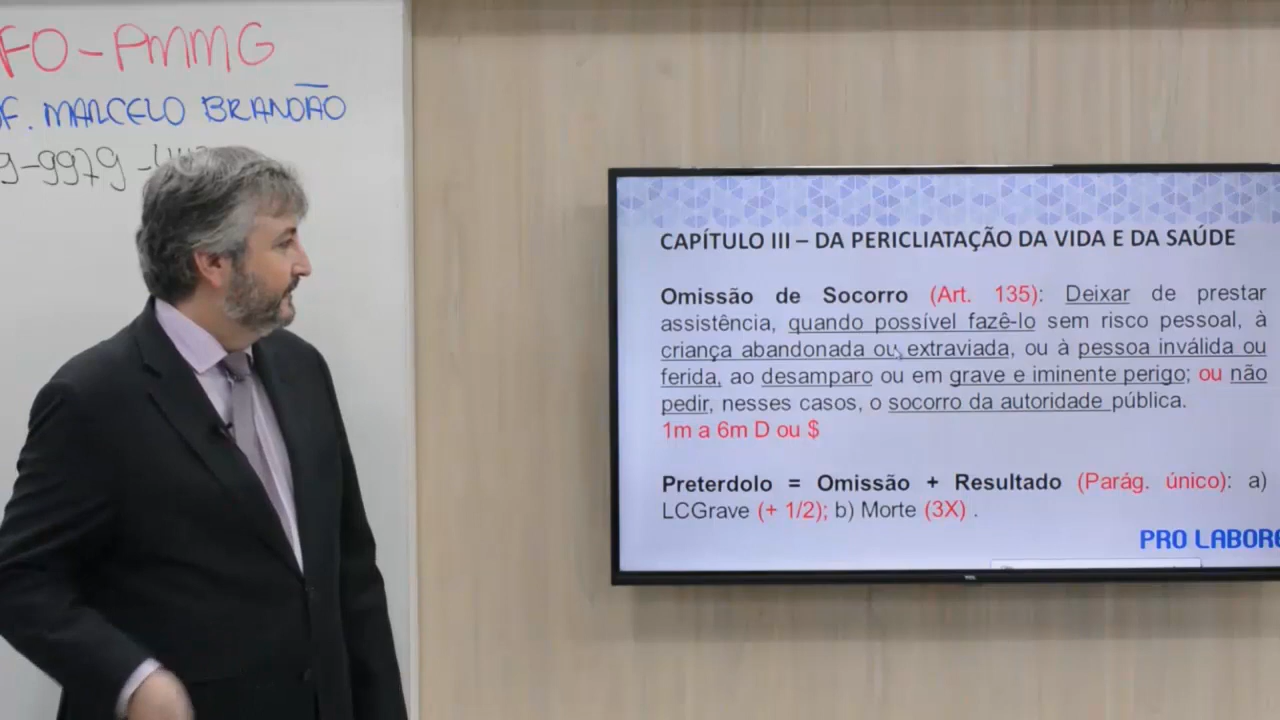 FO-PMMG
F. MARCELO BRANDÃO
9-9979-
CAPÍTULO III – DA PERICLIATAÇÃO DA VIDA E DA SAÚDE
Omissão de Socorro (Art. 135): Deixar de prestar
assistência, quando possível fazê-lo sem risco pessoal, à
criança abandonada ou extraviada, ou à pessoa inválida ou
ferida, ao desamparo ou em grave e iminente perigo; ou não
pedir, nesses casos, o socorro da autoridade pública.
1m a 6m D ou $
Preterdolo = Omissão + Resultado (Parág. único): a)
LCGrave (+ 1/2); b) Morte (3X) .
PRO LABORE
TCL